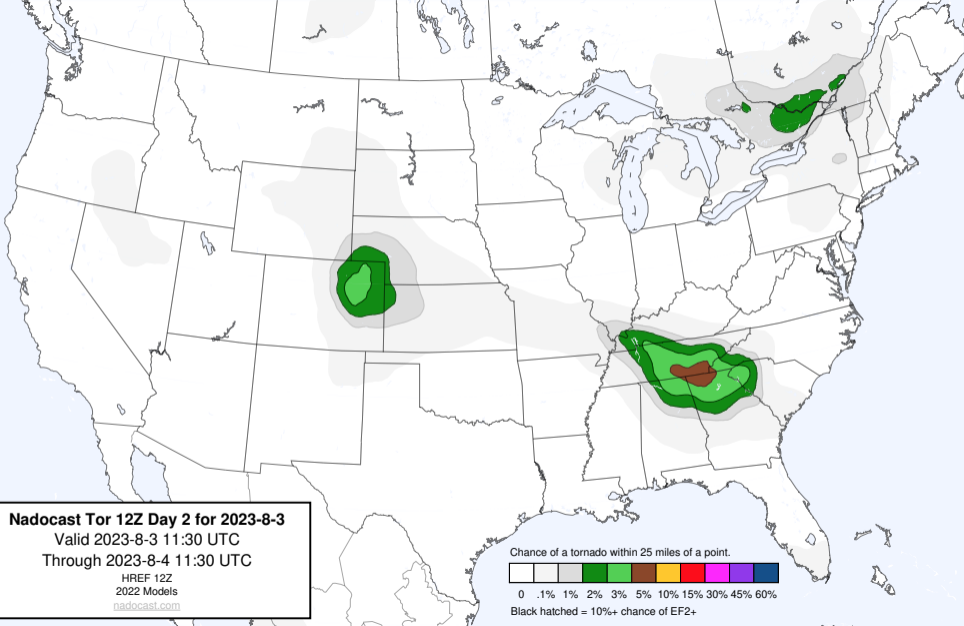 Nadocast Tor 12Z Day 2 for 2023-8-3
Valid 2023-8-3 11:30 UTC
Through 2023-8-4 11:30 UTC
HREF 12Z
2022 Models
nadocast.com
Chance of a tornado within 25 miles of a point.
0 .1% 1% 2% 3% 5% 10% 15% 30% 45% 60%
Black hatched = 10%+ chance of EF2+